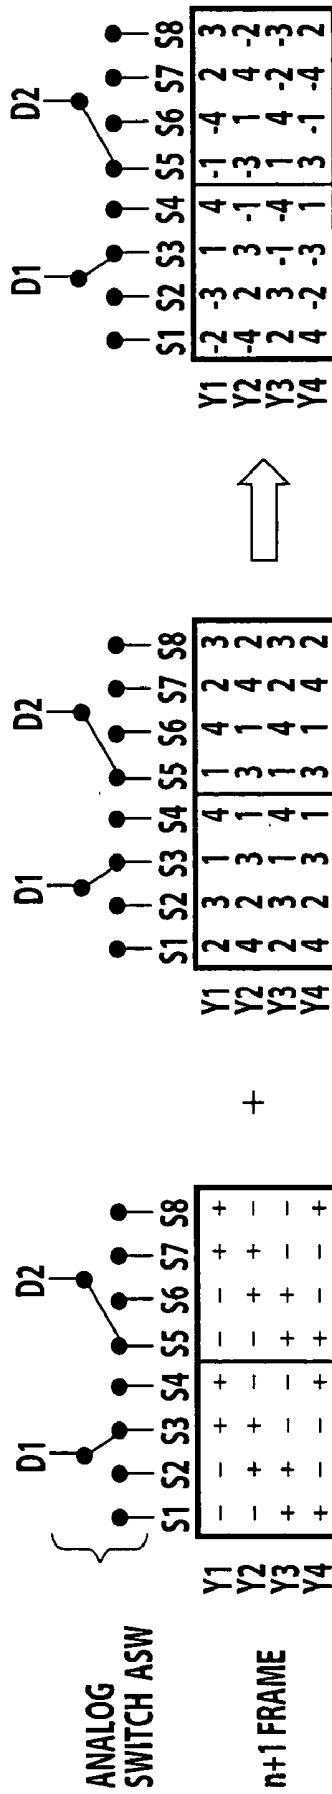 ANALOG
SWITCH ASW
n+1 FRAME
D1 D2
S1 S2 S3 S4 S5 S6 S7 S8
Y1 - - + + - - + +
Y2 - + + - - + + -
Y3 + + - - + + - -
Y4 + - - + + - - +
+
D1 D2
S1 S2 S3 S4 S5 S6 S7 S8
Y1 2 3 1 4 1 4 2 3
Y2 4 2 3 1 3 1 4 2
Y3 2 3 1 4 1 4 2 3
Y4 4 2 3 1 3 1 4 2
D1 D2
S1 S2 S3 S4 S5 S6 S7 S8
Y1 -2 -3 1 4 -1 -4 2 3
Y2 -4 2 3 -1 -3 1 4 -2
Y3 2 3 -1 -4 1 4 -2 -3
Y4 4 -2 -3 1 3 -1 -4 2